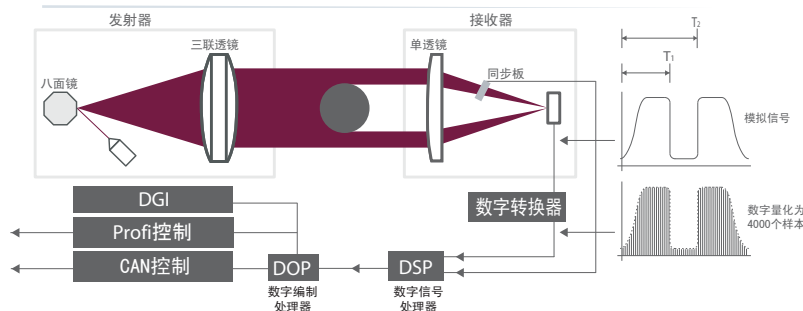 发射器
接收器
三联透镜
单透镜
同步板
八面镜
T2
T1
模拟信号
DGI
Profi控制
CAN控制
数字转换器
DOP
数字编制
处理器
DSP
数字信号
处理器
数字量化为
4000个样本